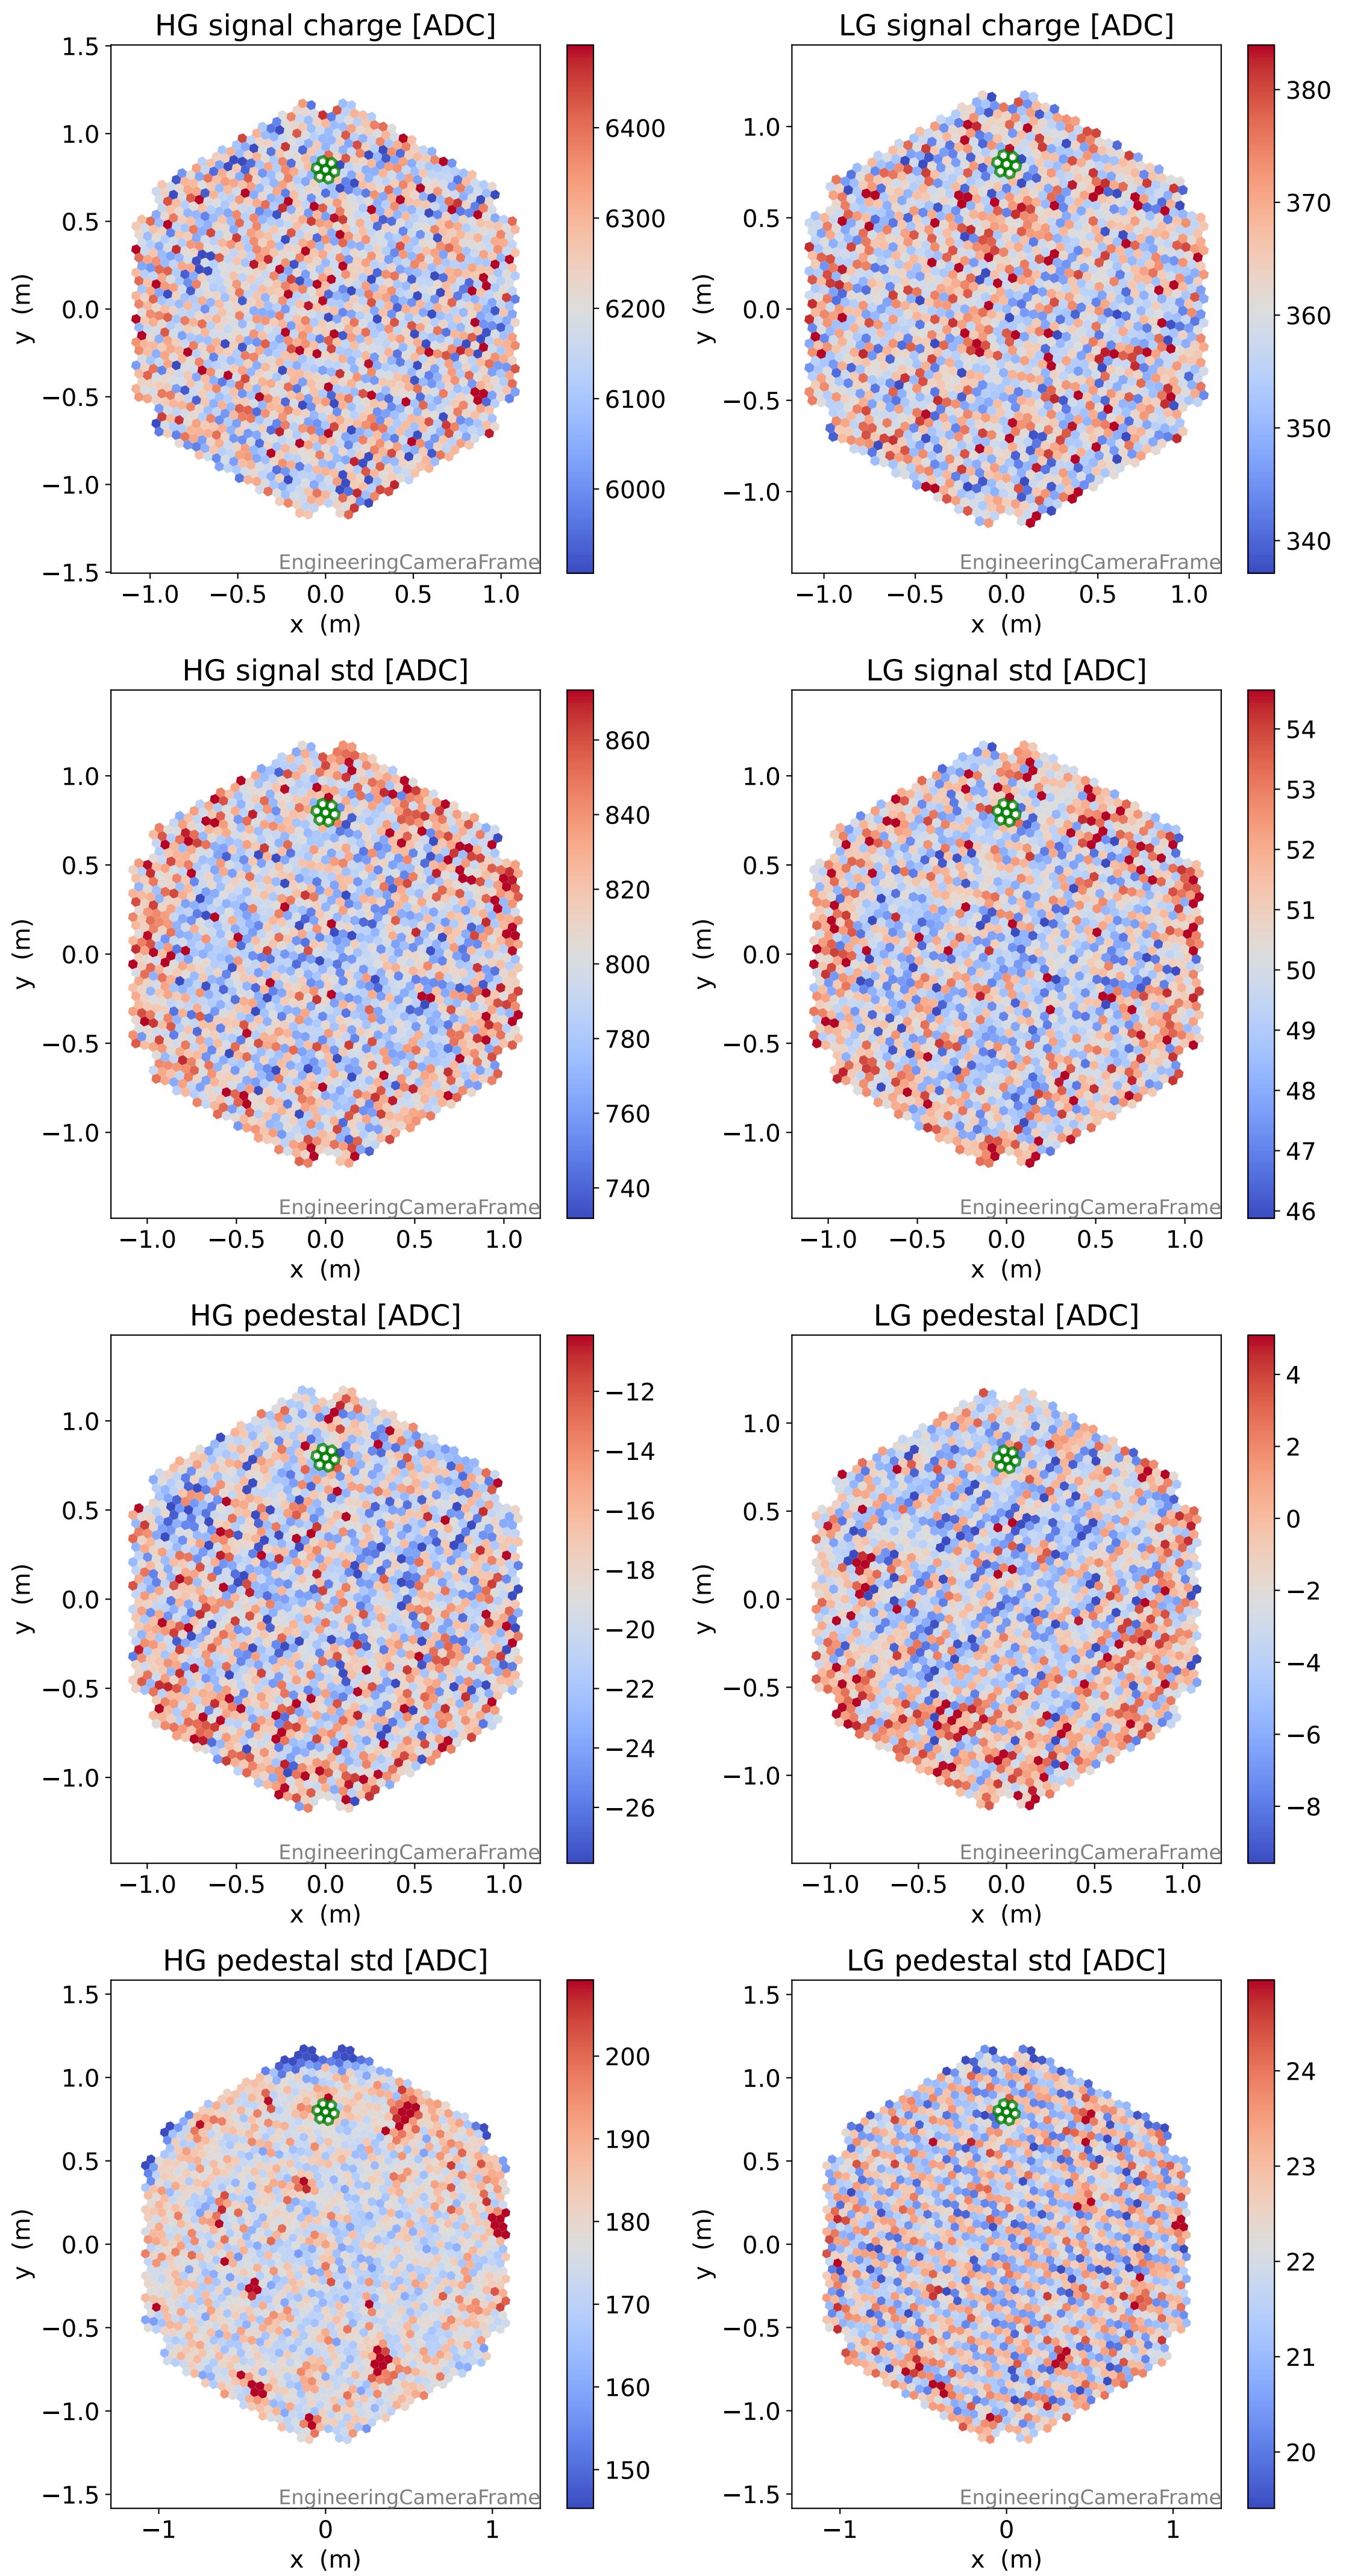 HG signal charge [ADC]
1.5
1.0
0.5
0.0
−0.5
−1.0
−1.5
y (m)
−1.0 −0.5 0.0 0.5 1.0
x (m)
EngineeringCameraFrame
6400
6300
6200
6100
6000
LG signal charge [ADC]
1.0
0.5
0.0
−0.5
−1.0
y (m)
−1.0 −0.5 0.0 0.5 1.0
x (m)
EngineeringCameraFrame
380
370
360
350
340
HG signal std [ADC]
1.0
0.5
0.0
−0.5
−1.0
y (m)
−1.0 −0.5 0.0 0.5 1.0
x (m)
EngineeringCameraFrame
860
840
820
800
780
760
740
LG signal std [ADC]
1.0
0.5
0.0
−0.5
−1.0
y (m)
−1.0 −0.5 0.0 0.5 1.0
x (m)
EngineeringCameraFrame
54
53
52
51
50
49
48
47
46
HG pedestal [ADC]
1.0
0.5
0.0
−0.5
−1.0
y (m)
−1.0 −0.5 0.0 0.5 1.0
x (m)
EngineeringCameraFrame
−12
−14
−16
−18
−20
−22
−24
−26
LG pedestal [ADC]
1.0
0.5
0.0
−0.5
−1.0
y (m)
−1.0 −0.5 0.0 0.5 1.0
x (m)
EngineeringCameraFrame
4
2
0
−2
−4
−6
−8
HG pedestal std [ADC]
1.5
1.0
0.5
0.0
−0.5
−1.0
−1.5
y (m)
−1 0 1
x (m)
EngineeringCameraFrame
200
190
180
170
160
150
LG pedestal std [ADC]
1.5
1.0
0.5
0.0
−0.5
−1.0
−1.5
y (m)
−1 0 1
x (m)
EngineeringCameraFrame
24
23
22
21
20